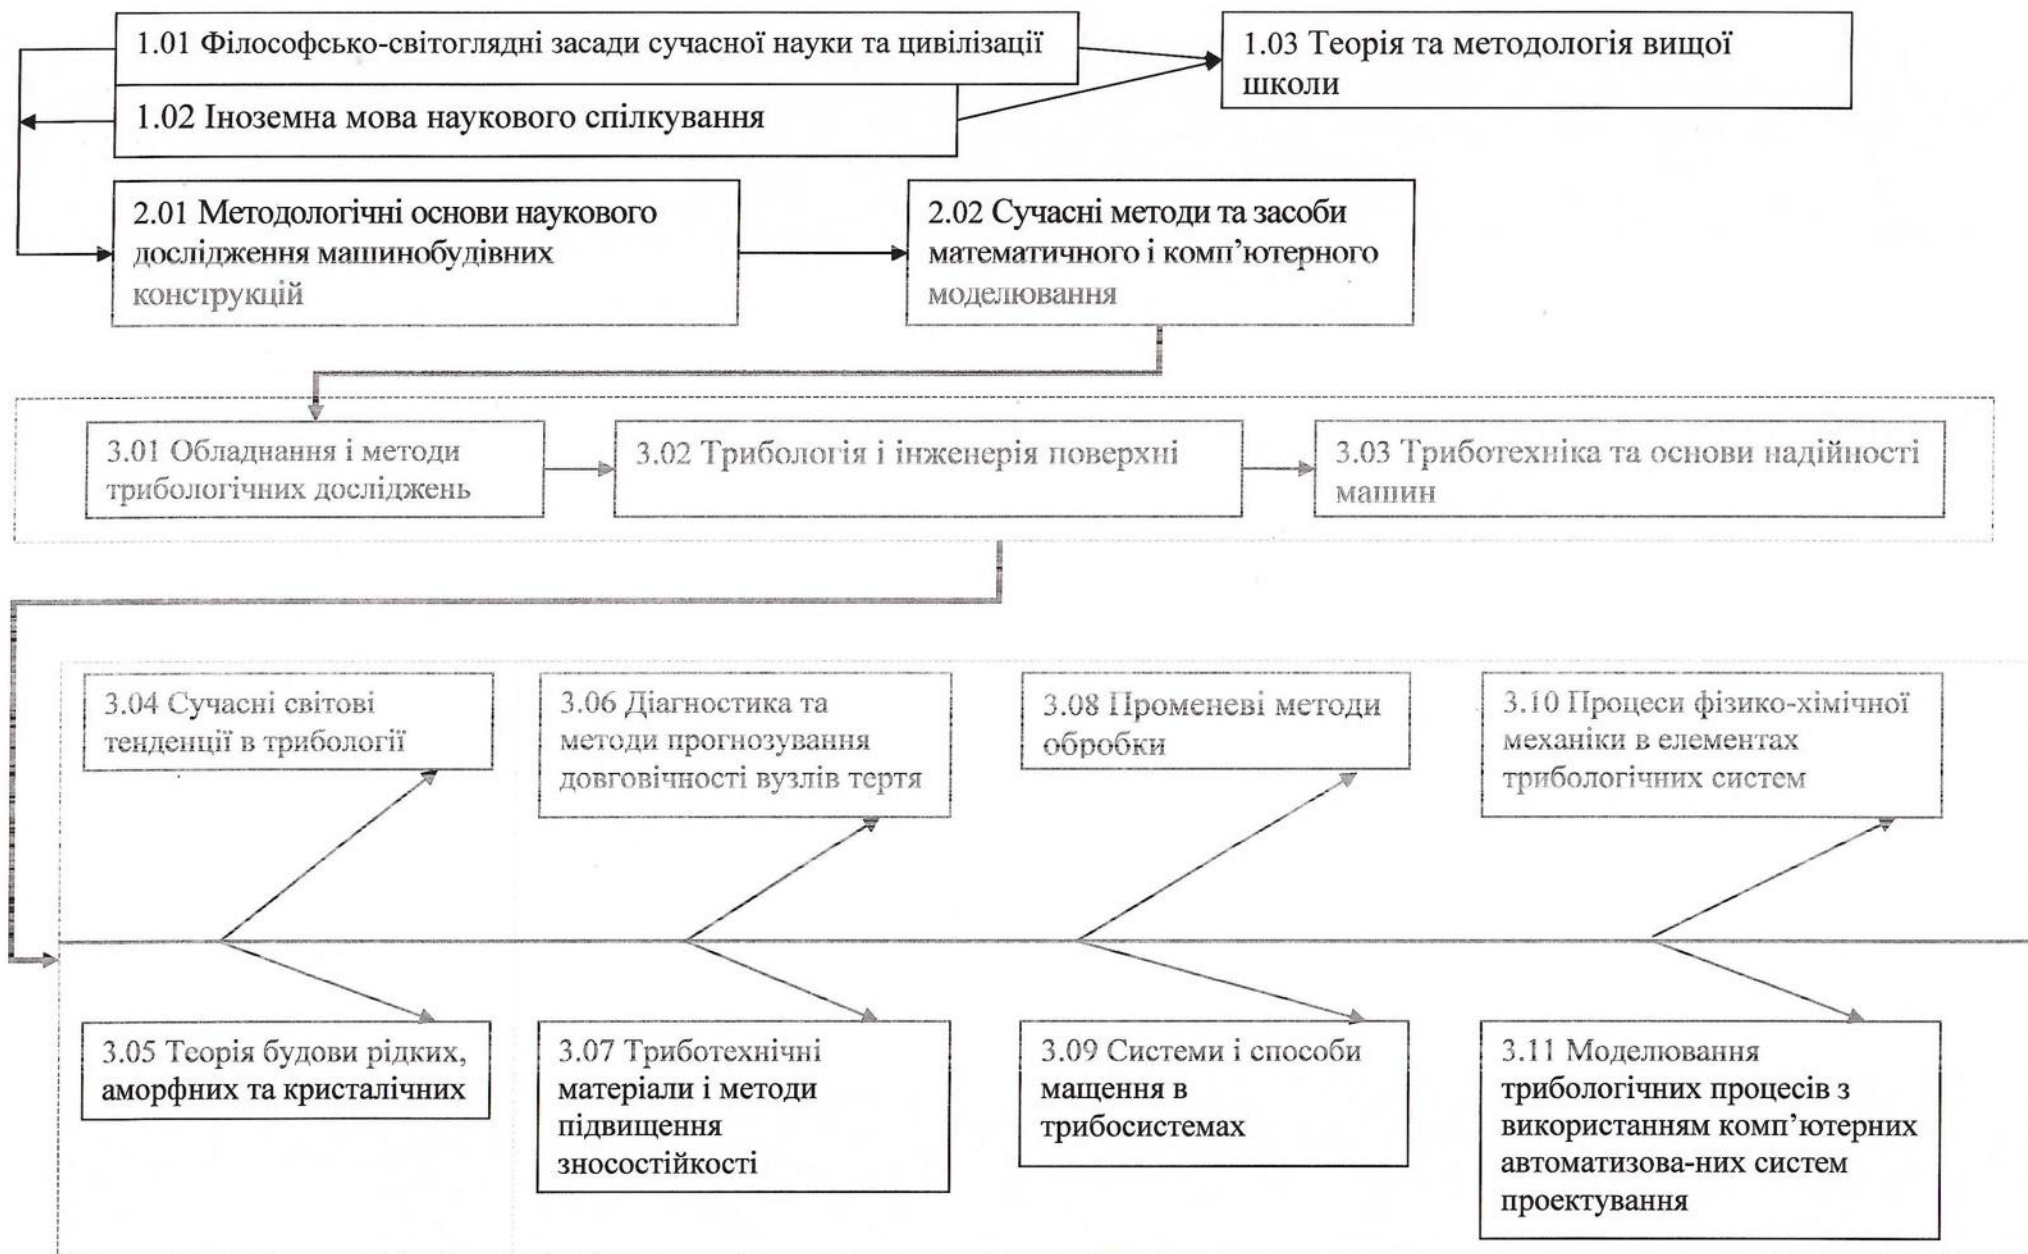 1.01 Філософсько-світоглядні засади сучасної науки та цивілізації
1.03 Теорія та методологія вищої
школи
1.02 Іноземна мова наукового спілкування
2.01 Методологічні основи наукового
дослідження машинобудівних
конструкцій
2.02 Сучасні методи та засоби
математичного і комп’ютерного
моделювання
3.01 Обладнання і методи
трибологічних досліджень
3.02 Трибологія і інженерія поверхні
3.03 Триботехніка та основи надійності
машин
3.04 Сучасні світові
тенденції в трибології
3.06 Діагностика та
методи прогнозування
довговічності вузлів тертя
3.08 Променеві методи
обробки
3.10 Процеси фізико-хімічної
механіки в елементах
трибологічних систем
3.05 Теорія будови рідких,
аморфних та кристалічних
3.07 Триботехнічні
матеріали і методи
підвищення
зносостійкості
3.09 Системи і способи
мащення в
трибосистемах
3.11 Моделювання
трибологічних процесів з
використанням комп’ютерних
автоматизова-них систем
проектування